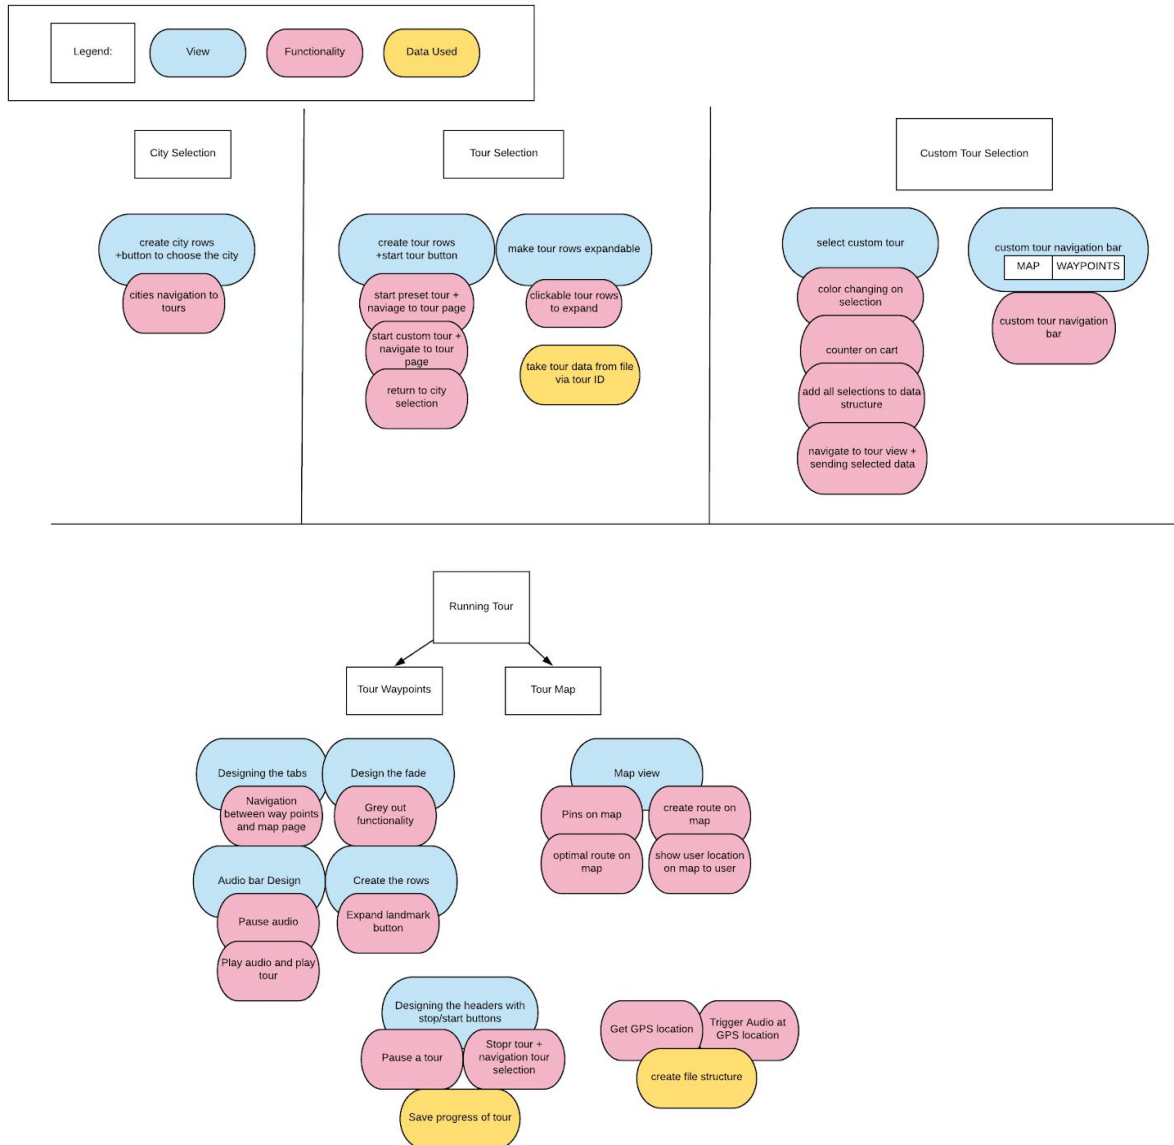 Legend:
View
Functionality
Data Used
City Selection
Tour Selection
Custom Tour Selection
create city rows
+button to choose the city
cities navigation to
tours
create tour rows
+start tour button
make tour rows expandable
start preset tour +
naviage to tour page
clickable tour rows
to expand
start custom tour +
navigate to tour
page
take tour data from file
via tour ID
return to city
selection
select custom tour
custom tour navigation bar
MAP
WAYPOINTS
color changing on
selection
custom tour navigation
bar
counter on cart
add all selections to data
structure
navigate to tour view +
sending selected data
Running Tour
Tour Waypoints
Tour Map
Designing the tabs
Design the fade
Navigation
between way points
and map page
Grey out
functionality
Audio bar Design
Create the rows
Pause audio
Expand landmark
button
Play audio and play
tour
Map view
Pins on map
create route on
map
optimal route on
map
show user location
on map to user
Designing the headers with
stop/start buttons
Pause a tour
Stopr tour +
navigation tour
selection
Save progress of tour
Get GPS location
Trigger Audio at
GPS location
create file structure